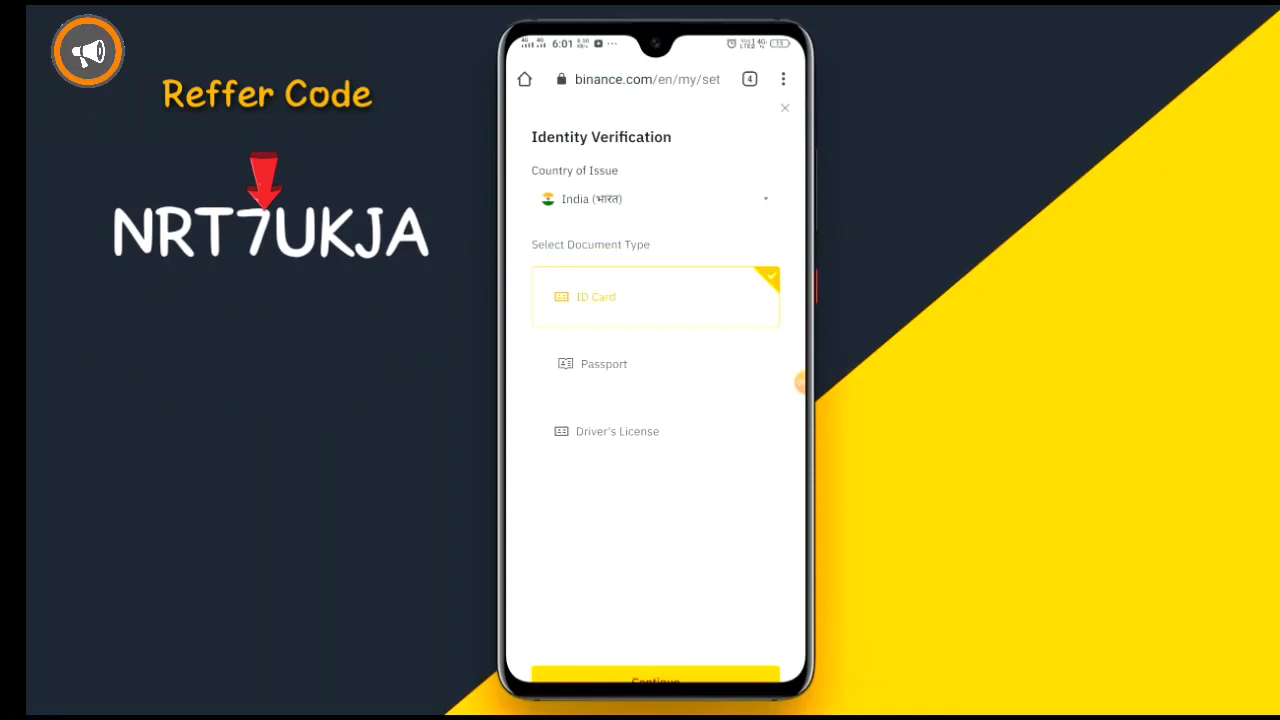 Reffer Code
NRT7UKJA
6:01
binance.com/en/my/set
4
Identity Verification
Country of Issue
India (भारत)
Select Document Type
ID Card
Passport
Driver's License
Continue